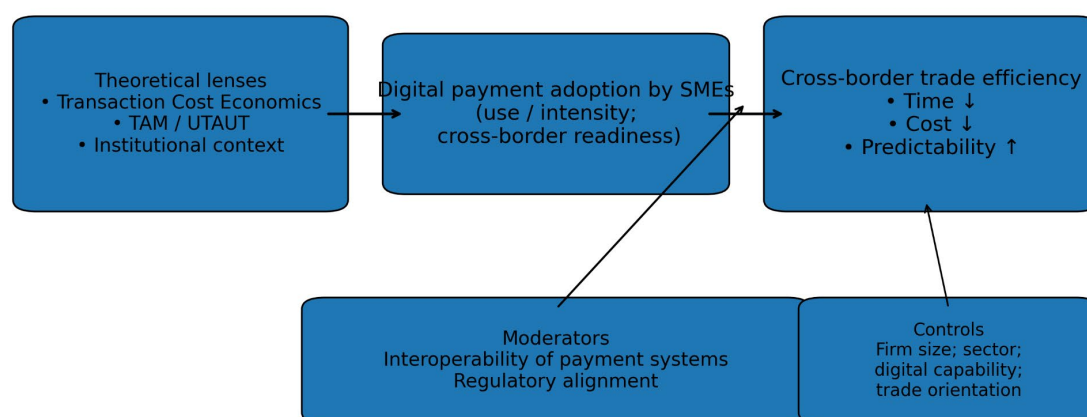 Theoretical lenses
• Transaction Cost Economics
• TAM / UTAUT
• Institutional context
Digital payment adoption by SMEs
(use / intensity;
cross-border readiness)
Cross-border trade efficiency
• Time ↓
• Cost ↓
• Predictability ↑
Moderators
Interoperability of payment systems
Regulatory alignment
Controls
Firm size; sector;
digital capability;
trade orientation